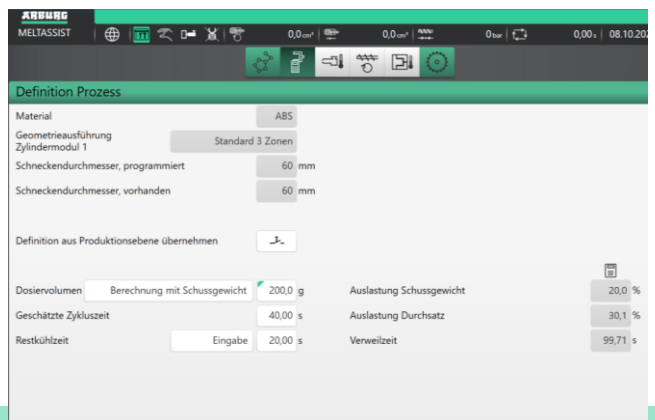 ARBURG
MELTASSIST 0,0 cm³ 0,0 cm³ 0 bar 0,00 s 08.10.202
Definition Prozess
Material ABS
Geometrieausführung
Zylindermodul 1 Standard 3 Zonen
Schneckendurchmesser, programmiert 60 mm
Schneckendurchmesser, vorhanden 60 mm
Definition aus Produktionsebene übernehmen
Dosiervolumen Berechnung mit Schussgewicht 200,0 g Auslastung Schussgewicht 20,0 %
Geschätzte Zykluszeit 40,00 s Auslastung Durchsatz 30,1 %
Restkühlzeit Eingabe 20,00 s Verweilzeit 99,71 s